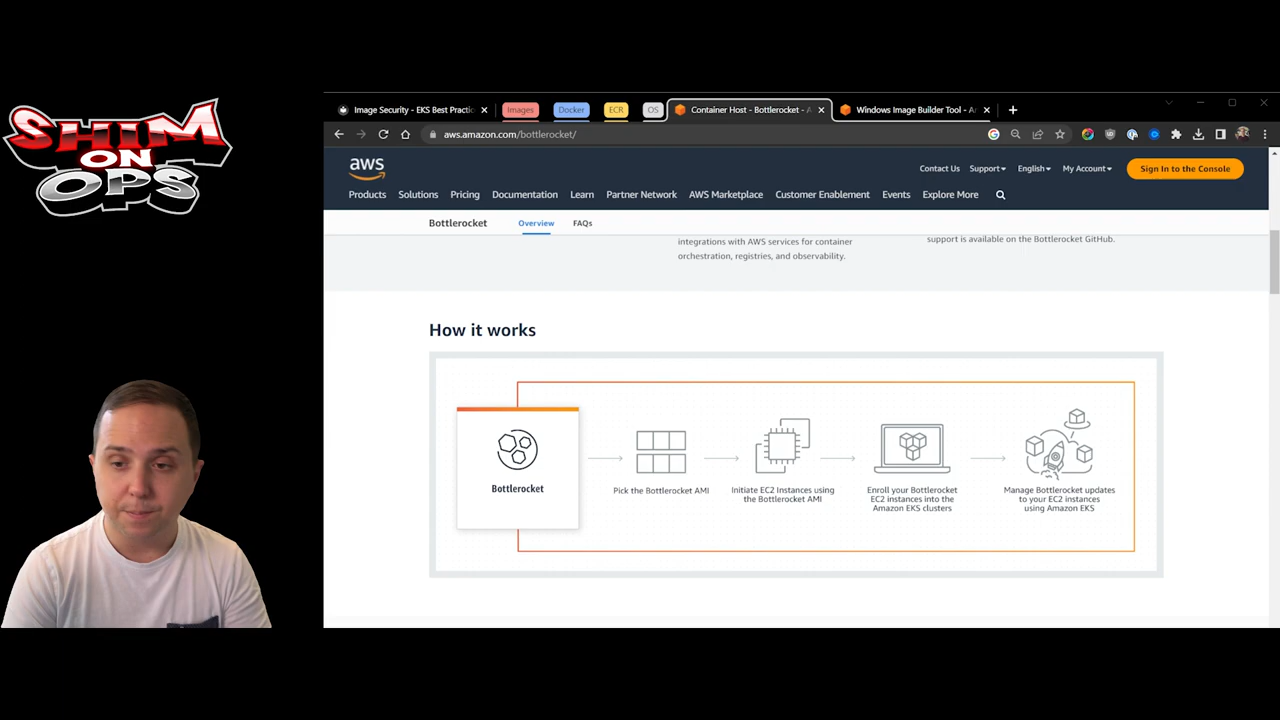 SHIM
ON
OPS
Image Security - EKS Best Practic
Images
Docker
ECR
OS
Container Host - Bottlerocket - A
Windows Image Builder Tool - Am
aws.amazon.com/bottlerocket/
aws
Contact Us
Support
English
My Account
Sign In to the Console
Products
Solutions
Pricing
Documentation
Learn
Partner Network
AWS Marketplace
Customer Enablement
Events
Explore More
Bottlerocket
Overview
FAQs
integrations with AWS services for container
orchestration, registries, and observability.
support is available on the Bottlerocket GitHub.
How it works
Bottlerocket
Pick the Bottlerocket AMI
Initiate EC2 Instances using
the Bottlerocket AMI
Enroll your Bottlerocket
EC2 instances into the
Amazon EKS clusters
Manage Bottlerocket updates
to your EC2 instances
using Amazon EKS